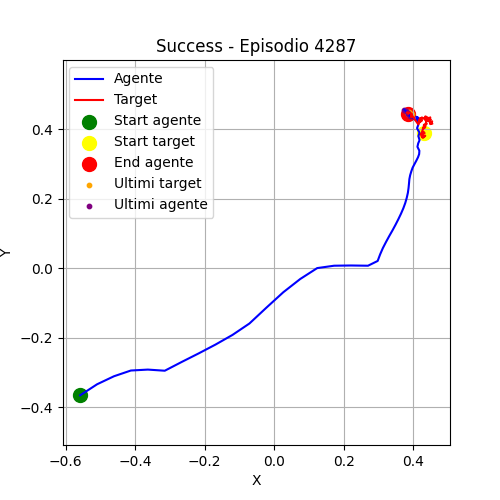 Success - Episodio 4287
Agente
Target
Start agente
Start target
End agente
Ultimi target
Ultimi agente
Y
0.4
0.2
0.0
−0.2
−0.4
−0.6
−0.4
−0.2
0.0
0.2
0.4
X